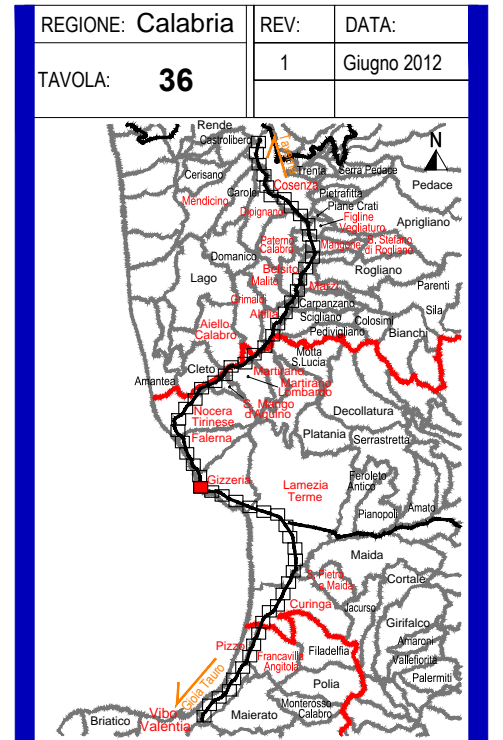 REGIONE: Calabria
REV:
DATA:
TAVOLA: 36
1
Giugno 2012
N
Rende
Castrolibero
Trenta
Serra Pedace
Cerisano
Cosenza
Pedace
Carolei
Pietrafitta
Mendicino
Dipignano
Piane Crati
Figline
Vegliaturo
Aprigliano
Paterno
Calabro
Mangone
S. Stefano
di Rogliano
Domanico
Belsito
Rogliano
Lago
Malito
Marzi
Parenti
Grimaldi
Carpanzano
Sila
Altilia
Scigliano
Colosimi
Aiello
Calabro
Pedivigliano
Bianchi
Motta
S.Lucia
Cleto
Martirano
Amantea
Martirano
Lombardo
S. Mango
d'Aquino
Nocera
Tirinese
Decollatura
Falerna
Platania
Serrastretta
Gizzeria
Lamezia
Terme
Feroleto
Antico
Pianopoli
Amato
Maida
S. Pietro
a Maida
Cortale
Curinga
Jacurso
Girifalco
Pizzo
Amaroni
Francavilla
Angitola
Filadelfia
Vallefiorita
Gioia Tauro
Polia
Palermiti
Vibo
Valentia
Briatico
Maierato
Monterosso
Calabro